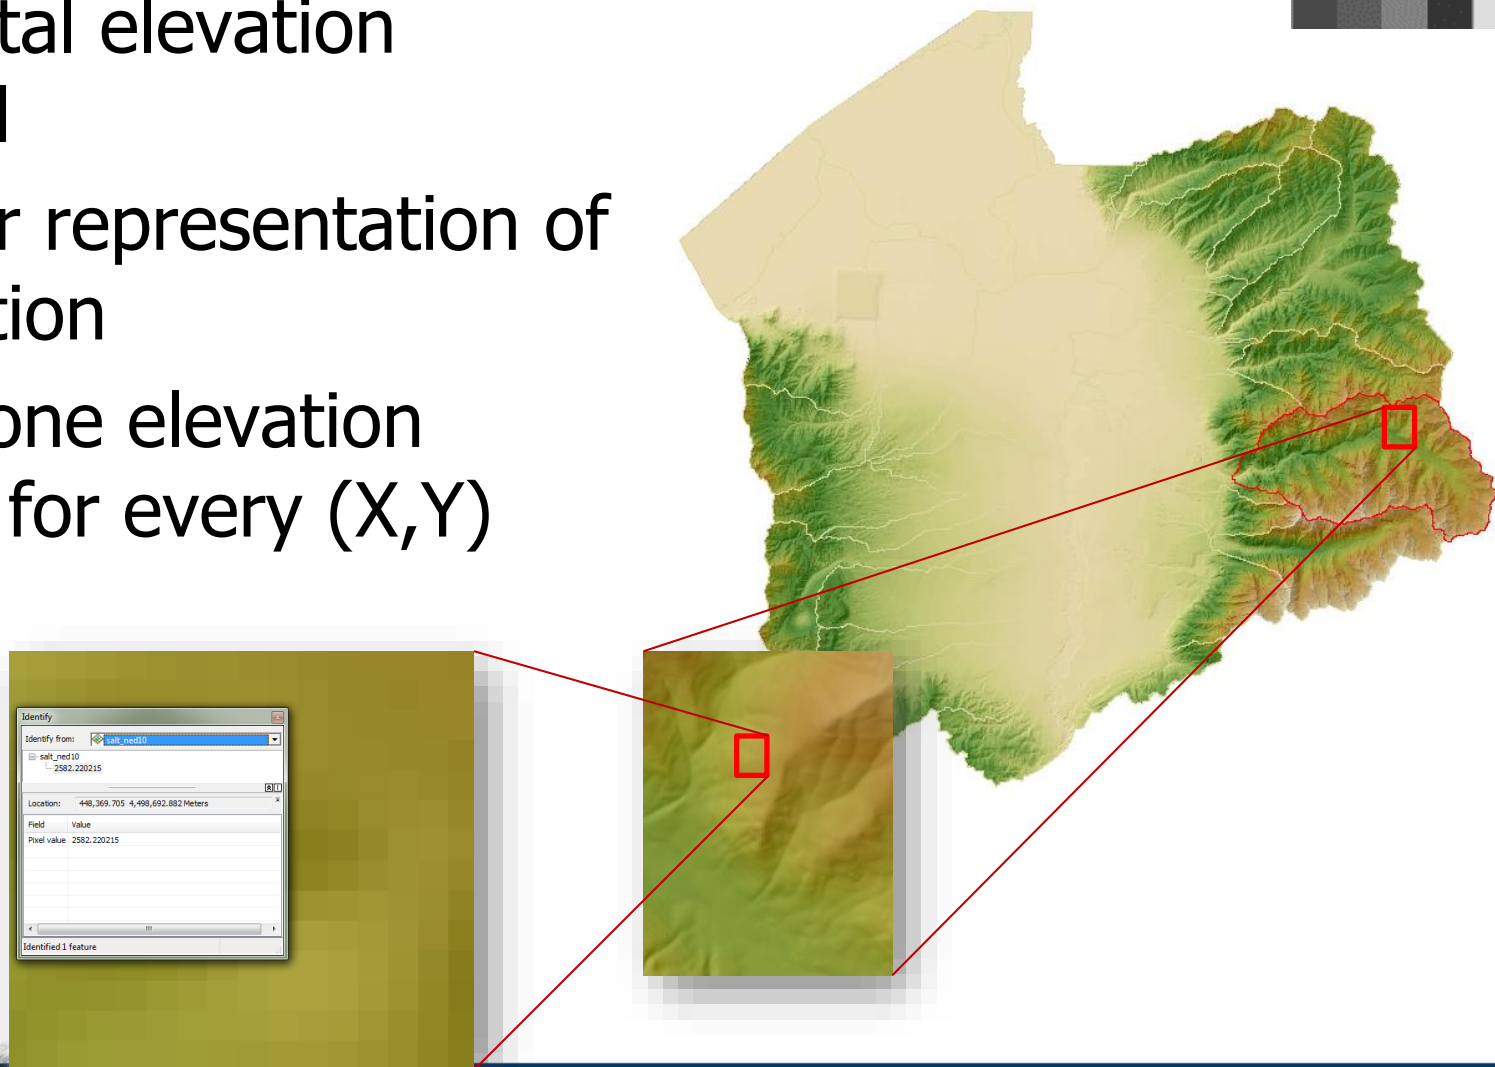 tal elevation
l
r representation of
tion
one elevation
for every (X,Y)
Identify
Identify from: salt_ned10
salt_ned10
2582.220215
Location: 448,369.705 4,498,692.882 Meters
Field Value
Pixel value 2582.220215
Identified 1 feature